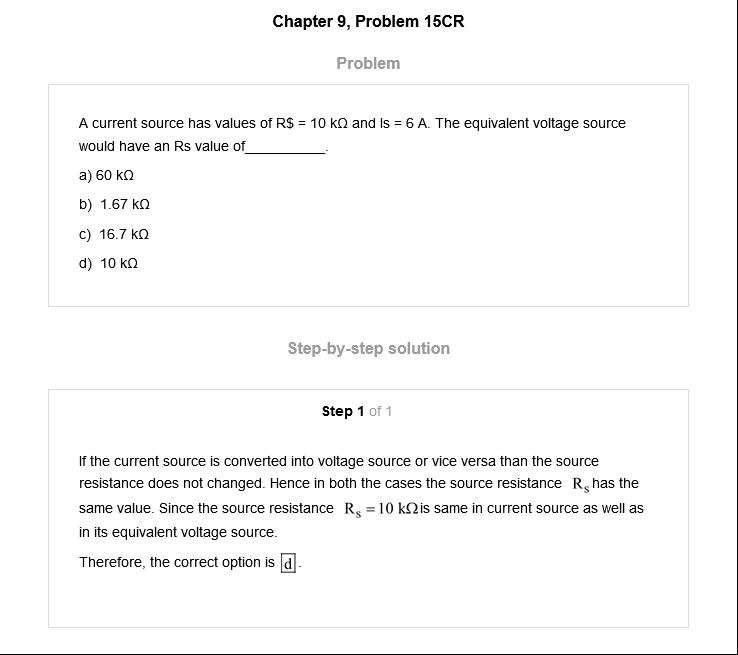 Chapter 9, Problem 15CR
Problem
A current source has values of R$ = 10 kΩ and Is = 6 A. The equivalent voltage source
would have an Rs value of__________.
a) 60 kΩ
b) 1.67 kΩ
c) 16.7 kΩ
d) 10 kΩ
Step-by-step solution
Step 1 of 1
If the current source is converted into voltage source or vice versa than the source
resistance does not changed. Hence in both the cases the source resistance Rs has the
same value. Since the source resistance Rs = 10 kΩ is same in current source as well as
in its equivalent voltage source.
Therefore, the correct option is d.